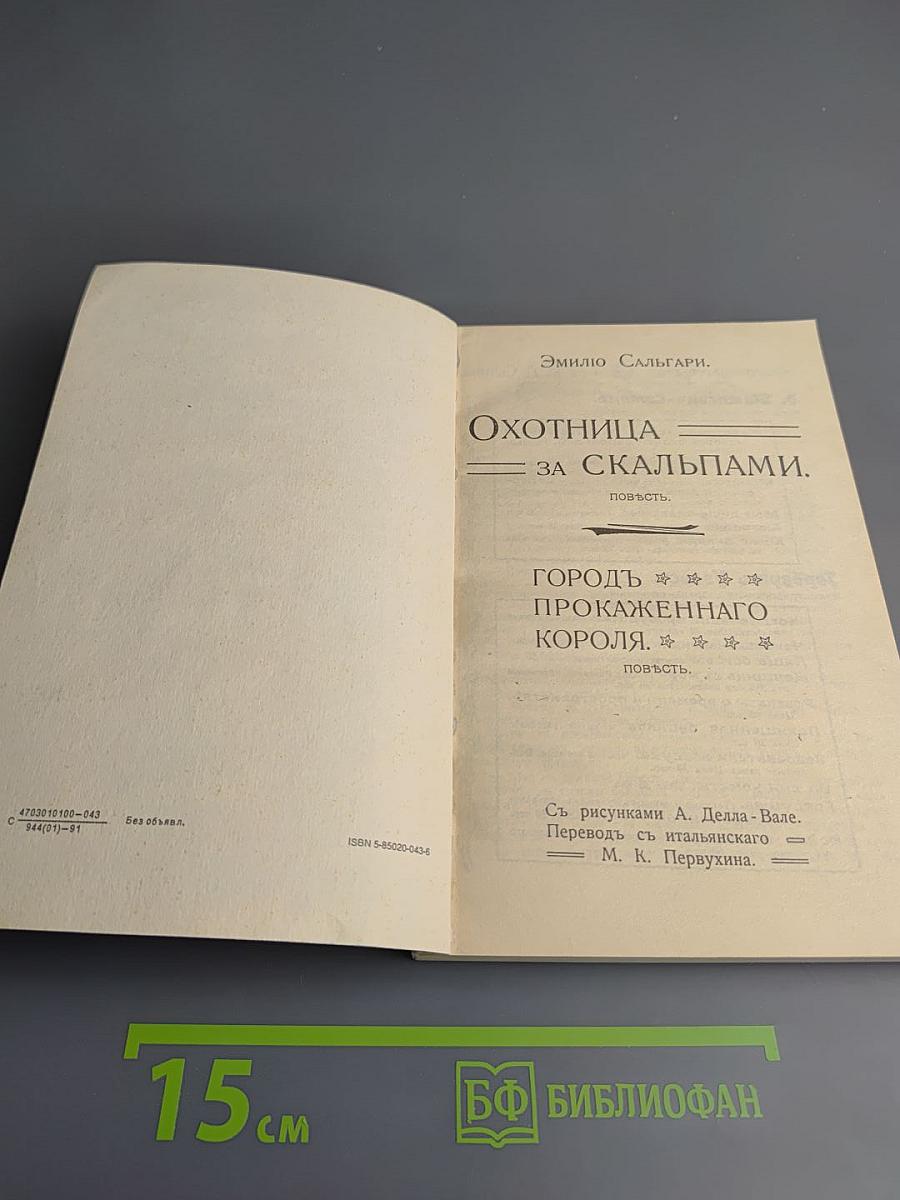 С 4703010100—043
944(01)—91
Без объявл.
ISBN 5-85020-043-6
Эмиліо Сальгари.
Охотница
за скальпами.
повѣсть.
Городъ
прокаженнаго
короля.
повѣсть.
Съ рисунками А. Делла-Вале.
Переводъ съ итальянскаго
М. К. Первухина.
15 см
БФ БИБЛИОФАН